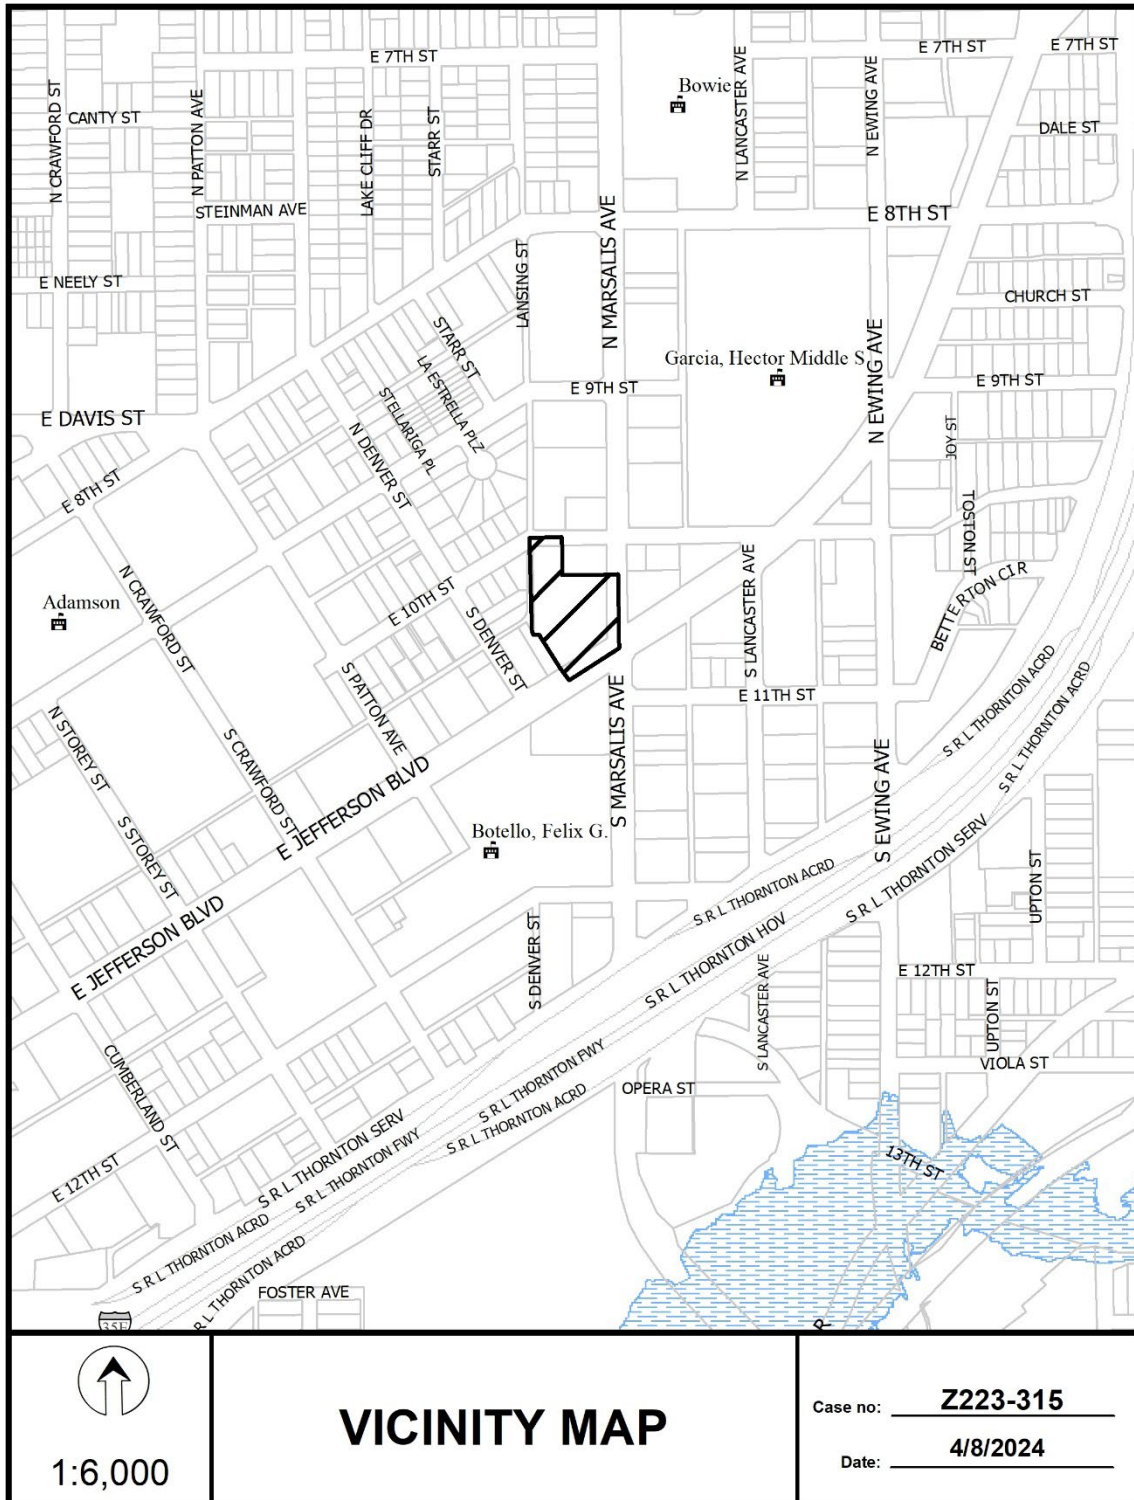 E 7TH ST
E 7TH ST
E 7TH ST
Bowie
N CRAWFORD ST
CANTY ST
N PATTON AVE
LAKE CLIFF DR
STARR ST
N LANCASTER AVE
N EWING AVE
DALE ST
STEINMAN AVE
E 8TH ST
N MARSALIS AVE
LANSING ST
E NEELY ST
CHURCH ST
STARR ST
LA ESTRELLA PLZ
STELLARIGA PL
N DENVER ST
Garcia, Hector Middle S.
N EWING AVE
E 9TH ST
E 9TH ST
E DAVIS ST
JOY ST
E 8TH ST
TOSTON ST
BETTERTON CIR
N CRAWFORD ST
Adamson
E 10TH ST
S DENVER ST
S LANCASTER AVE
S PATTON AVE
E 11TH ST
S MARSALIS AVE
S R L THORNTON ACRD
S R L THORNTON ACRD
N STOREY ST
S CRAWFORD ST
E JEFFERSON BLVD
S EWING AVE
S STOREY ST
Botello, Felix G.
S R L THORNTON SERV
UPTON ST
S R L THORNTON ACRD
E JEFFERSON BLVD
S DENVER ST
S R L THORNTON HOV
S LANCASTER AVE
E 12TH ST
UPTON ST
VIOLA ST
CUMBERLAND ST
S R L THORNTON FWY
S R L THORNTON ACRD
OPERA ST
S R L THORNTON SERV
S R L THORNTON FWY
13TH ST
E 12TH ST
S R L THORNTON ACRD
R L THORNTON ACRD
FOSTER AVE
35E
R
1:6,000
VICINITY MAP
Case no: Z223-315
Date: 4/8/2024